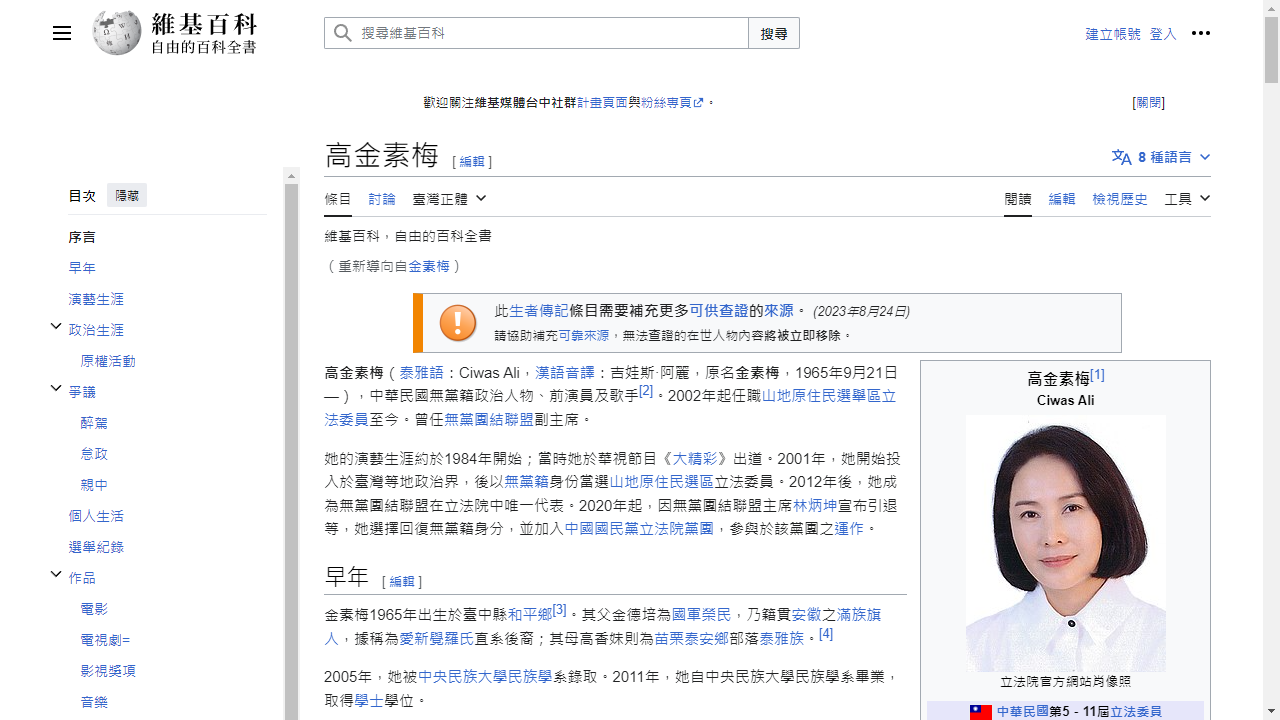 維基百科
自由的百科全書
搜尋維基百科
搜尋
建立帳號 登入
歡迎關注維基媒體台中社群計畫頁面與粉絲專頁。
[關閉]
高金素梅 [ 編輯 ]
8 種語言
目次 隱藏
條目 討論 臺灣正體
閱讀 編輯 檢視歷史 工具
序言
早年
演藝生涯
政治生涯
原權活動
爭議
醉駕
怠政
親中
個人生活
選舉紀錄
作品
電影
電視劇=
影視獎項
音樂
維基百科,自由的百科全書
(重新導向自金素梅)
此生者傳記條目需要補充更多可供查證的來源。 (2023年8月24日)
請協助補充可靠來源,無法查證的在世人物內容將被立即移除。
高金素梅(泰雅語:Ciwas Ali,漢語音譯:吉娃斯·阿麗,原名金素梅,1965年9月21日
—),中華民國無黨籍政治人物、前演員及歌手[2]。2002年起任職山地原住民選舉區立
法委員至今。曾任無黨團結聯盟副主席。
她的演藝生涯約於1984年開始;當時她於華視節目《大精彩》出道。2001年,她開始投
入於臺灣等地政治界,後以無黨籍身份當選山地原住民選區立法委員。2012年後,她成
為無黨團結聯盟在立法院中唯一代表。2020年起,因無黨團結聯盟主席林炳坤宣布引退
等,她選擇回復無黨籍身分,並加入中國國民黨立法院黨團,參與於該黨團之運作。
早年 [ 編輯 ]
金素梅1965年出生於臺中縣和平鄉[3]。其父金德培為國軍榮民,乃籍貫安徽之滿族旗
人,據稱為愛新覺羅氏直系後裔;其母高香妹則為苗栗泰安鄉部落泰雅族。[4]
2005年,她被中央民族大學民族學系錄取。2011年,她自中央民族大學民族學系畢業,
取得學士學位。
高金素梅[1]
Ciwas Ali
立法院官方網站肖像照
中華民國第5-11屆立法委員